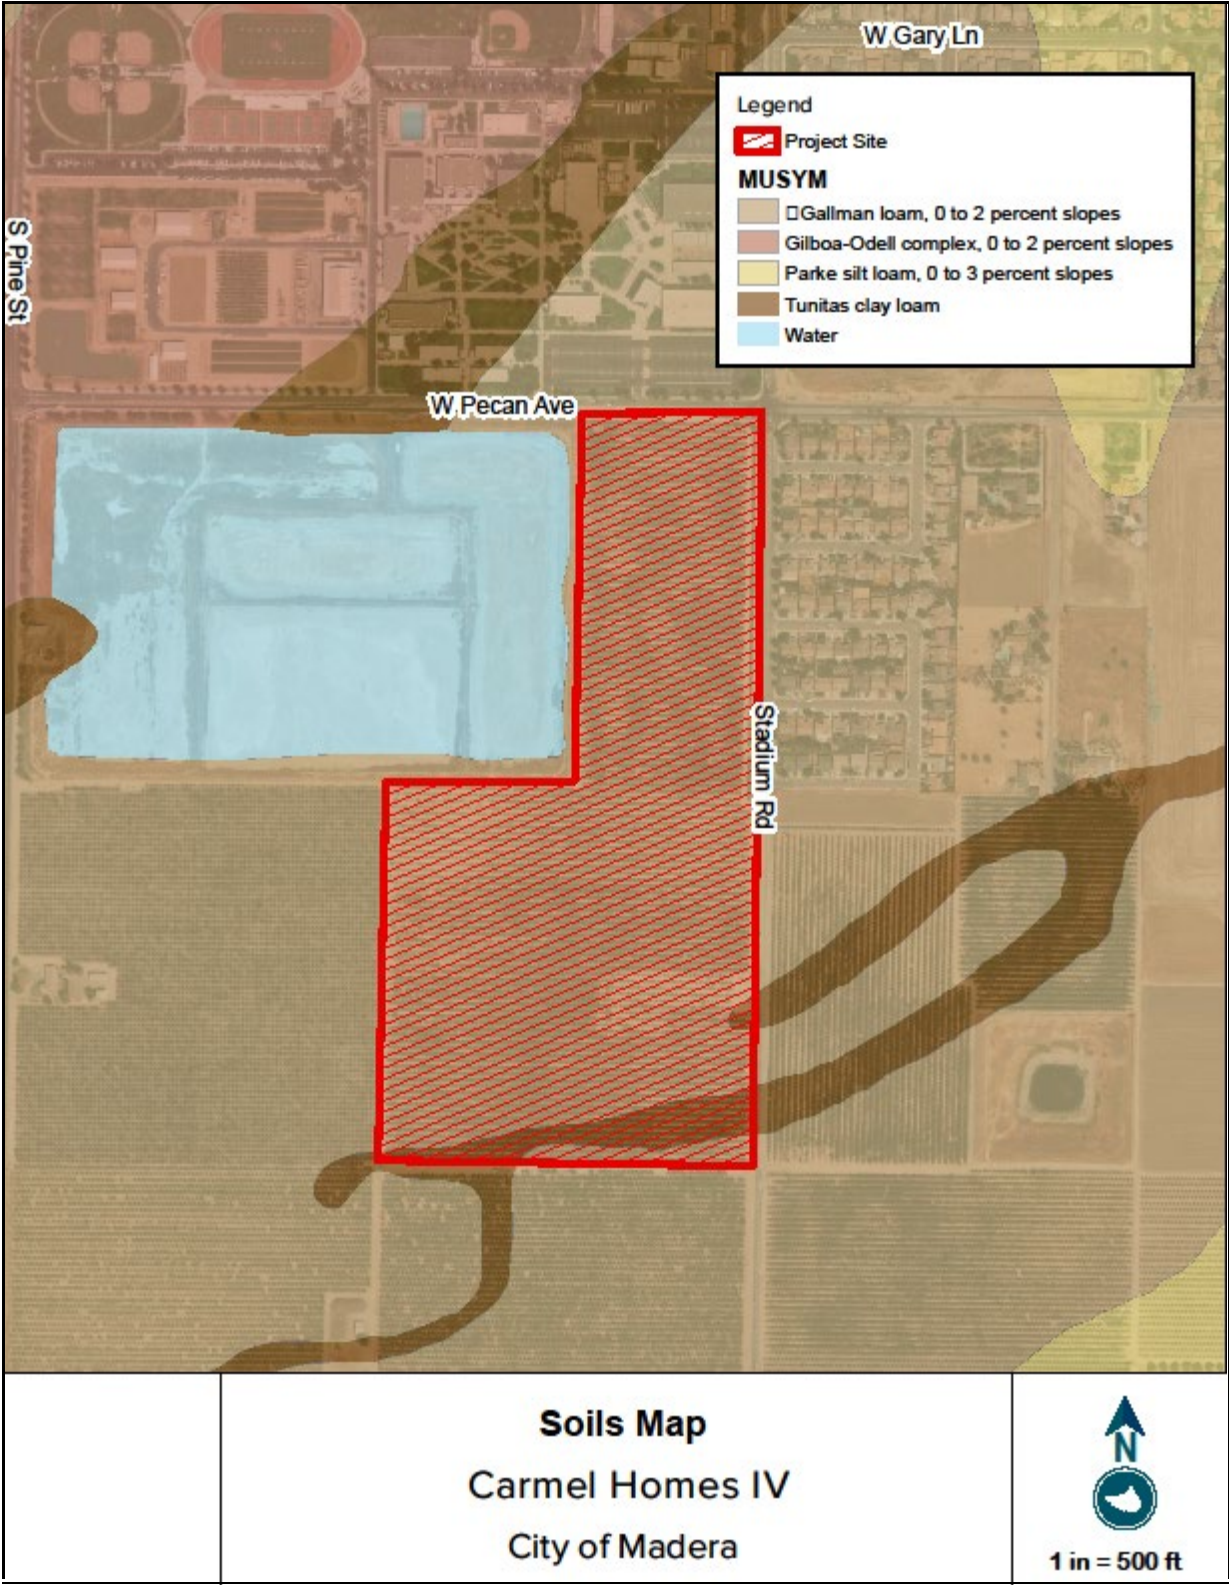 W Gary Ln
Legend
Project Site
MUSYM
□Gallman loam, 0 to 2 percent slopes
Gilboa-Odell complex, 0 to 2 percent slopes
Parke silt loam, 0 to 3 percent slopes
Tunitas clay loam
Water
S Pine St
W Pecan Ave
Stadium Rd
Soils Map
Carmel Homes IV
City of Madera
N
1 in = 500 ft